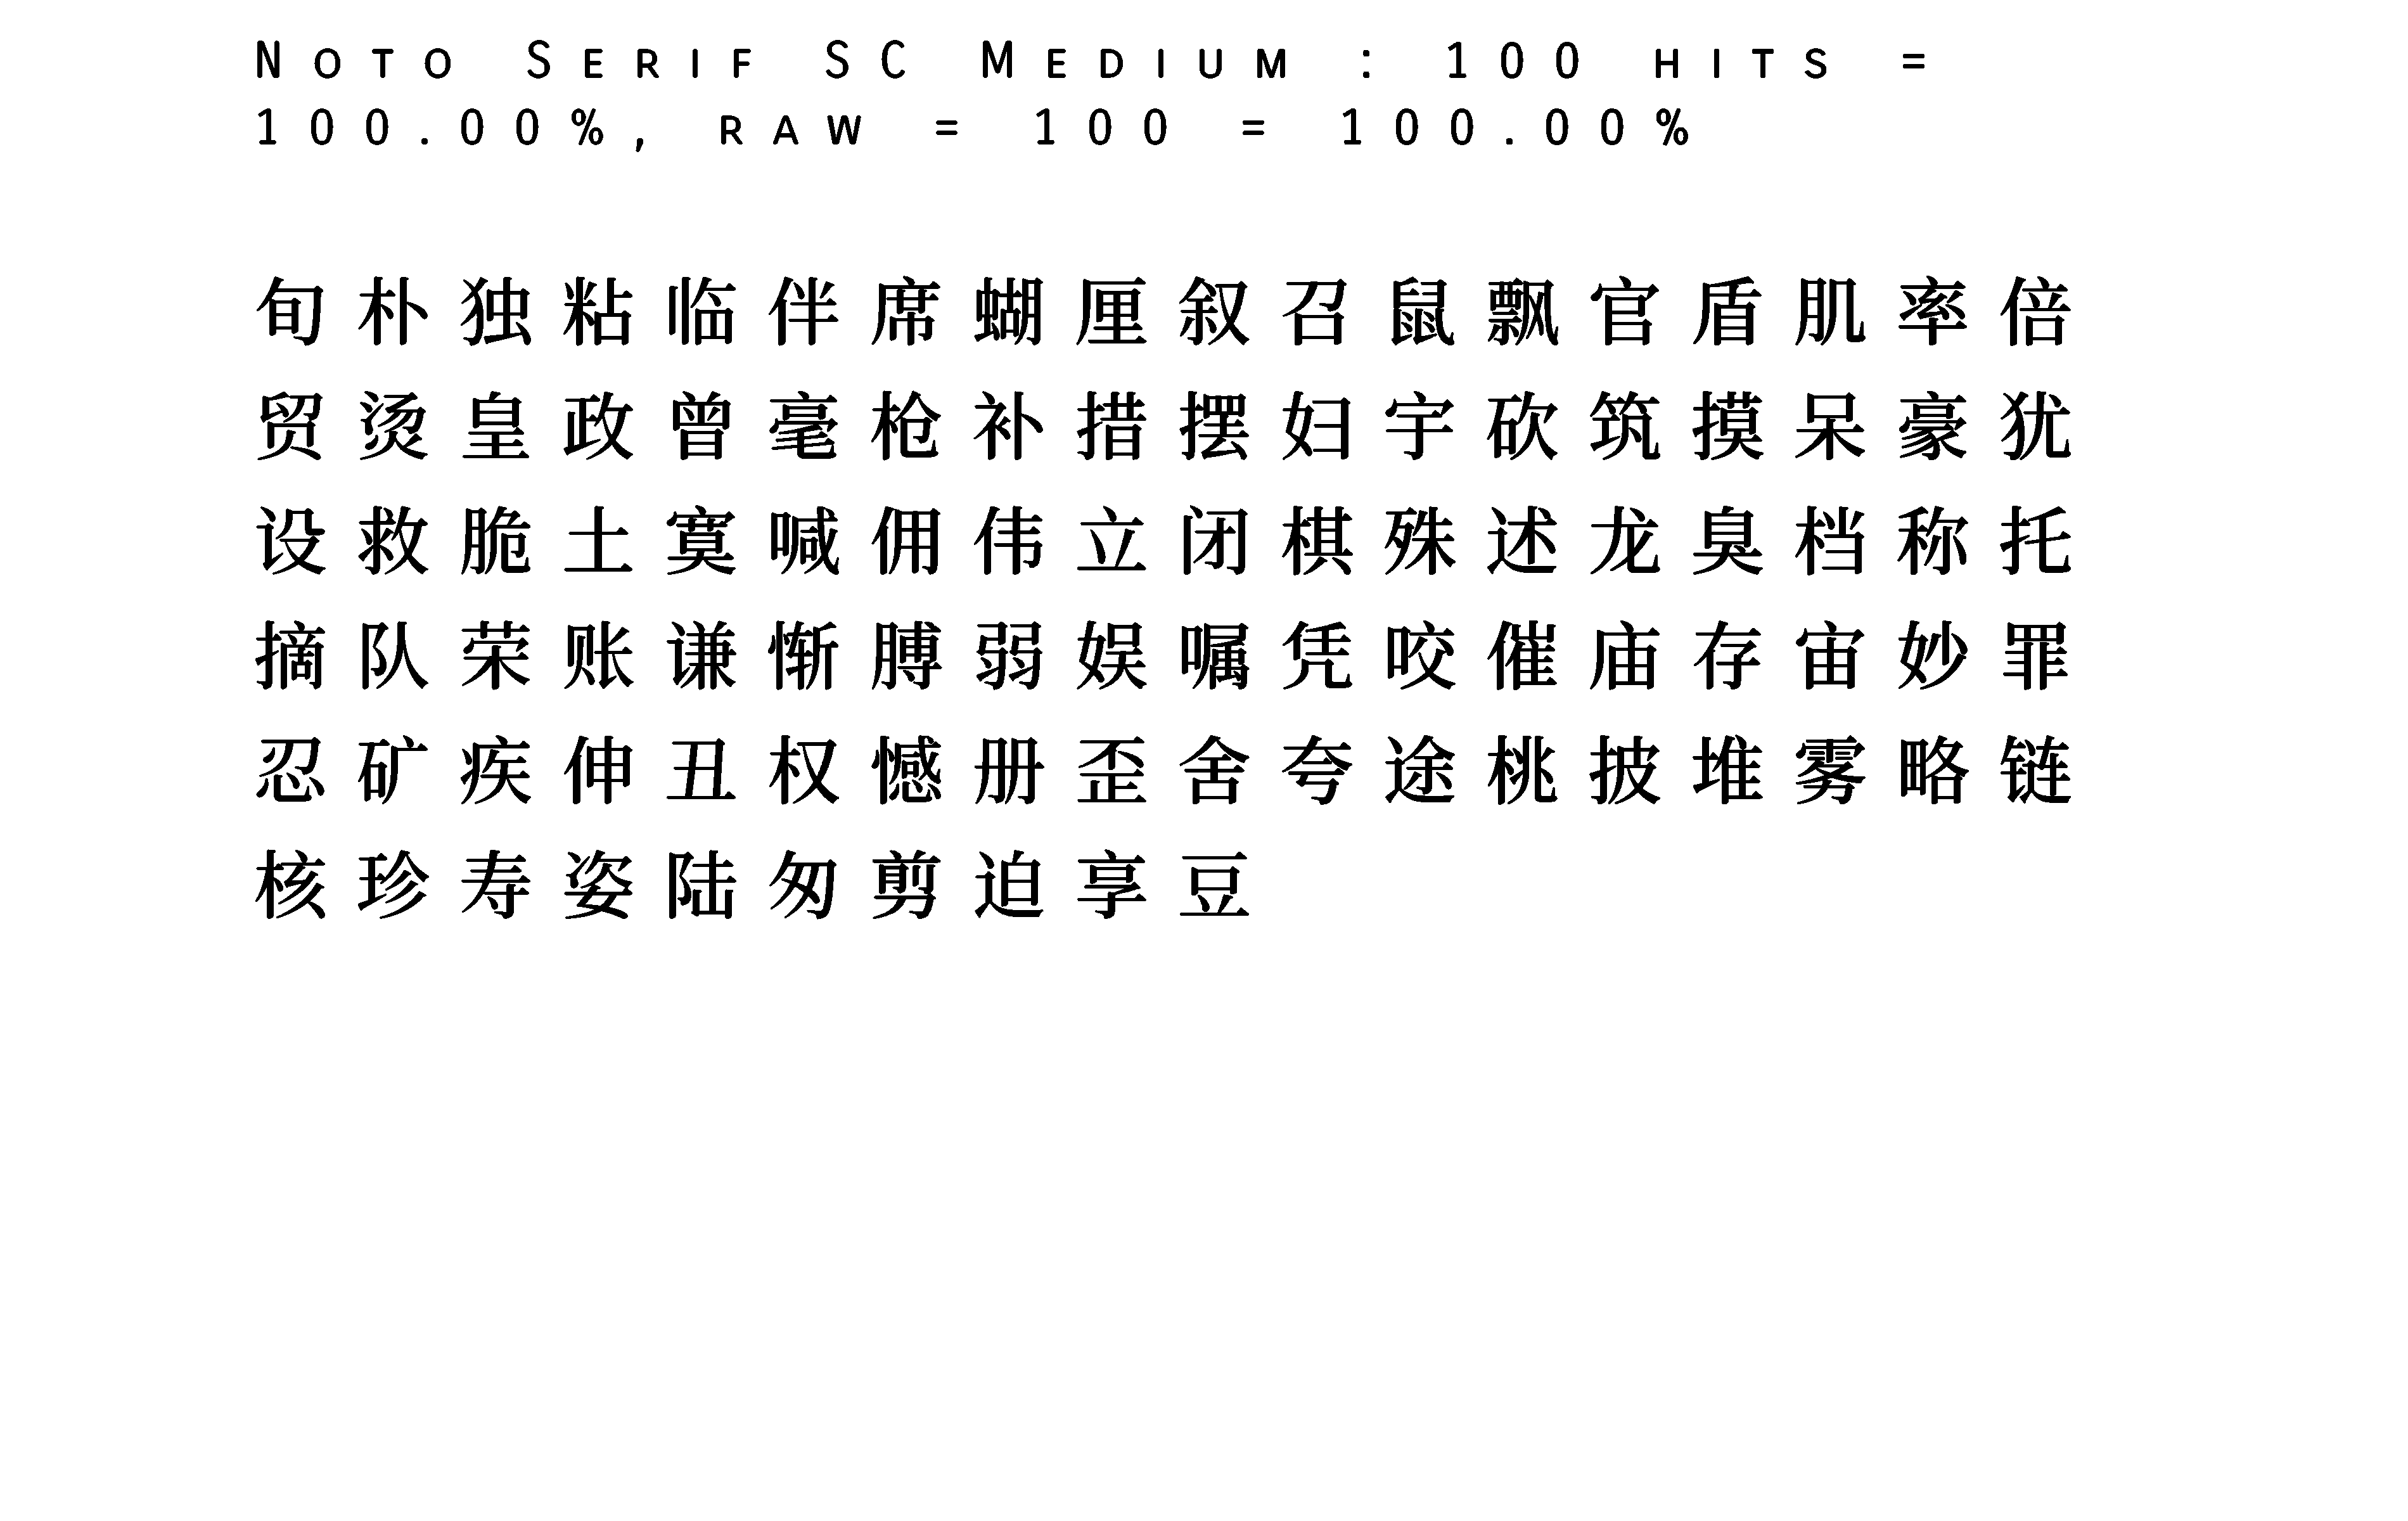 Noto Serif SC Medium : 100 hits =
100.00%, raw = 100 = 100.00%
旬朴独粘临伴席蝴厘叙召鼠飘官盾肌率倍
贸烫皇政曾毫枪补措摆妇宇砍筑摸呆豪犹
设救脆土寞喊佣伟立闭棋殊述龙臭档称托
摘队荣账谦惭膊弱娱嘱凭咬催庙存宙妙罪
忍矿疾伸丑权憾册歪舍夸途桃披堆雾略链
核珍寿姿陆匆剪迫享豆